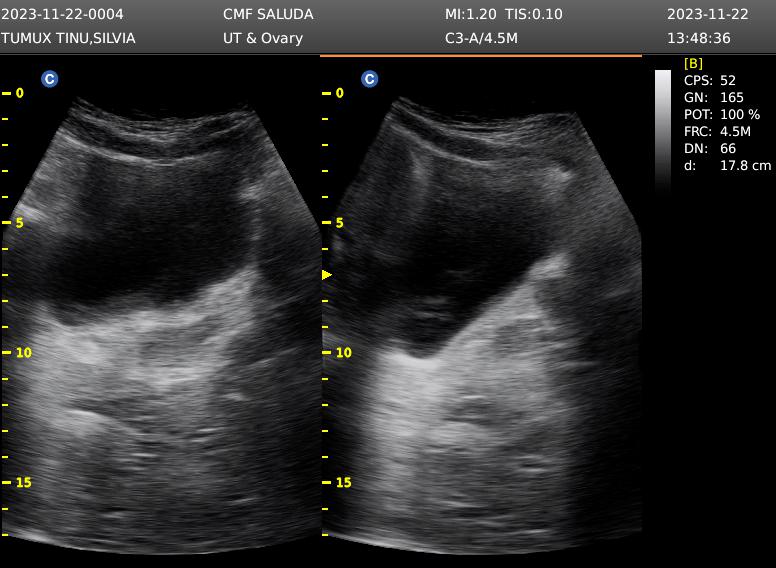 2023-11-22-0004 CMF SALUDA MI:1.20 TIS:0.10 2023-11-22
TUMUX TINU,SILVIA UT & Ovary C3-A/4.5M 13:48:36
[B]
CPS: 52
GN: 165
POT: 100 %
FRC: 4.5M
DN: 66
d: 17.8 cm
C C
0 0
5 5
10 10
15 15